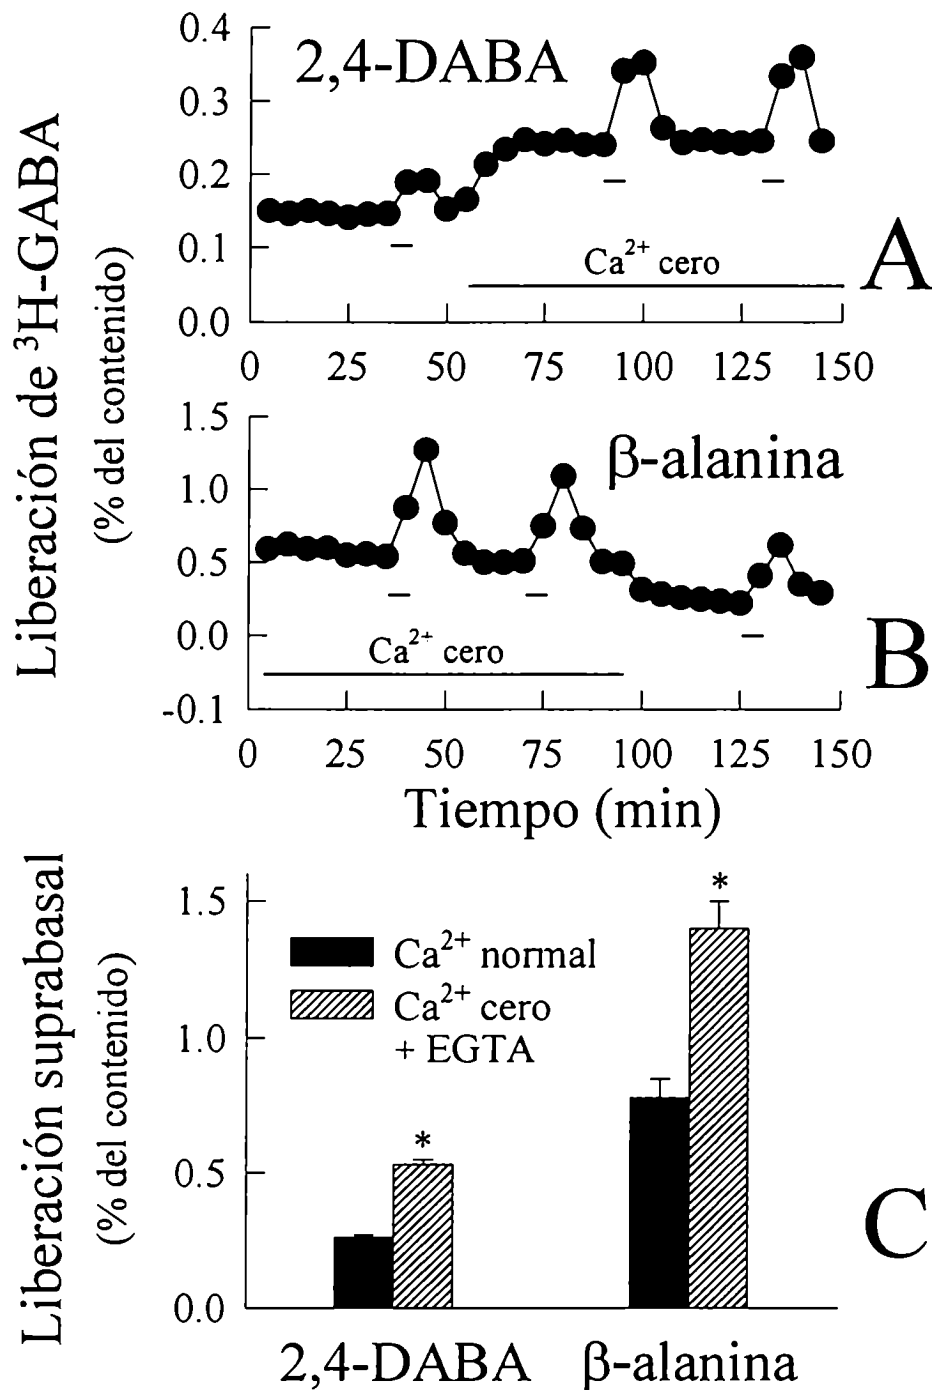 Liberación de ³H-GABA
(% del contenido)
2,4-DABA
0.4
0.3
0.2
0.1
0.0
Ca²⁺ cero
A
0 25 50 75 100 125 150
β-alanina
1.5
1.0
0.5
0.0
-0.1
Ca²⁺ cero
B
0 25 50 75 100 125 150
Tiempo (min)
Liberación suprabasal
(% del contenido)
1.5
1.0
0.5
0.0
Ca²⁺ normal
Ca²⁺ cero
+ EGTA
*
*
C
2,4-DABA β-alanina